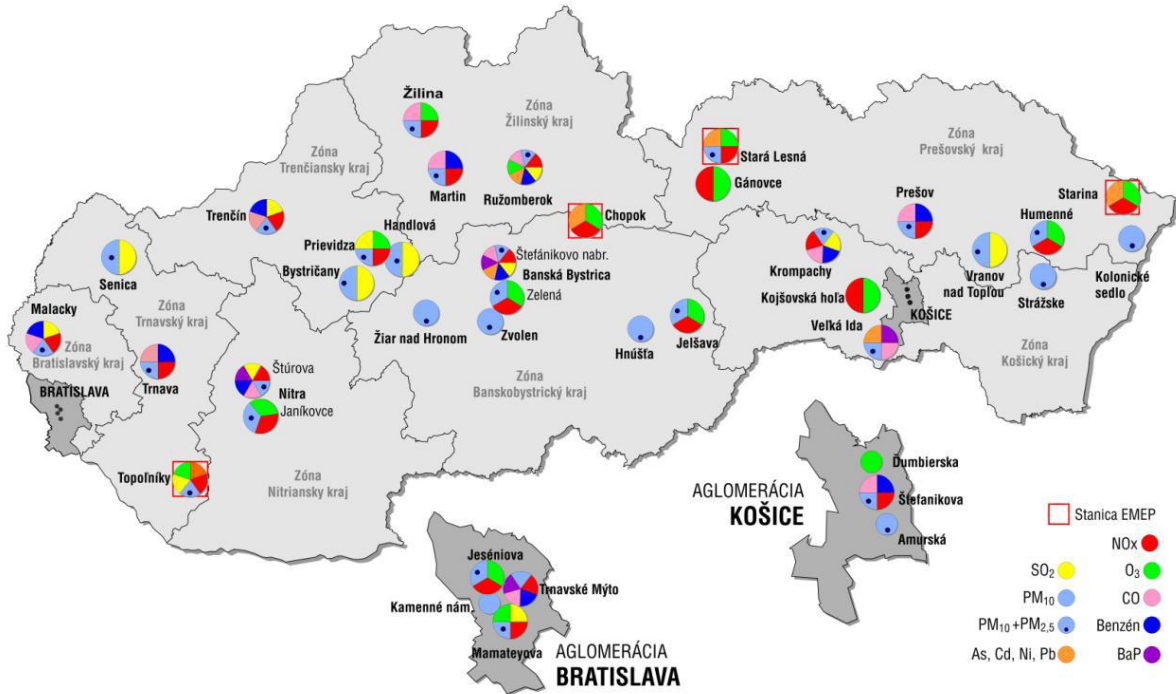 Žilina
Zóna
Žilinský kraj
Zóna
Trenčiansky kraj
Martin
Ružomberok
Stará Lesná
Gánovce
Zóna
Prešovský kraj
Trenčín
Handlová
Prievidza
Bystričany
Chopok
Prešov
Starina
Humenné
Senica
Štefánikovo nabr.
Banská Bystrica
Zelená
Krompachy
Kojšovská hoľa
Vranov
nad Topľou
Strážske
Kolonické
sedlo
Malacky
Zóna
Bratislavský kraj
Zóna
Trnavský kraj
Žiar nad Hronom
Zvolen
Hnúšťa
Jelšava
KOŠICE
Veľká Ida
BRATISLAVA
Trnava
Štúrova
Nitra
Janíkovce
Zóna
Banskobystrický kraj
Zóna
Košický kraj
Topoľníky
Zóna
Nitriansky kraj
AGLOMERÁCIA
KOŠICE
Ďumbierska
Štefanikova
Amurská
Jeséniova
Trnavské Mýto
Kamenné nám.
Mamateyova
AGLOMERÁCIA
BRATISLAVA
Stanica EMEP
NOx
SO2
O3
PM10
CO
PM10 +PM2,5
Benzén
As, Cd, Ni, Pb
BaP